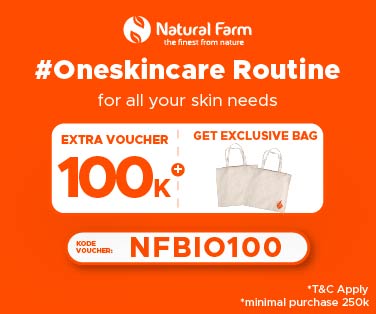 Natural Farm
the finest from nature
#Oneskincare Routine
for all your skin needs
EXTRA VOUCHER
100K
+
GET EXCLUSIVE BAG
KODE
VOUCHER:
NFBIO100
*T&C Apply
*minimal purchase 250k